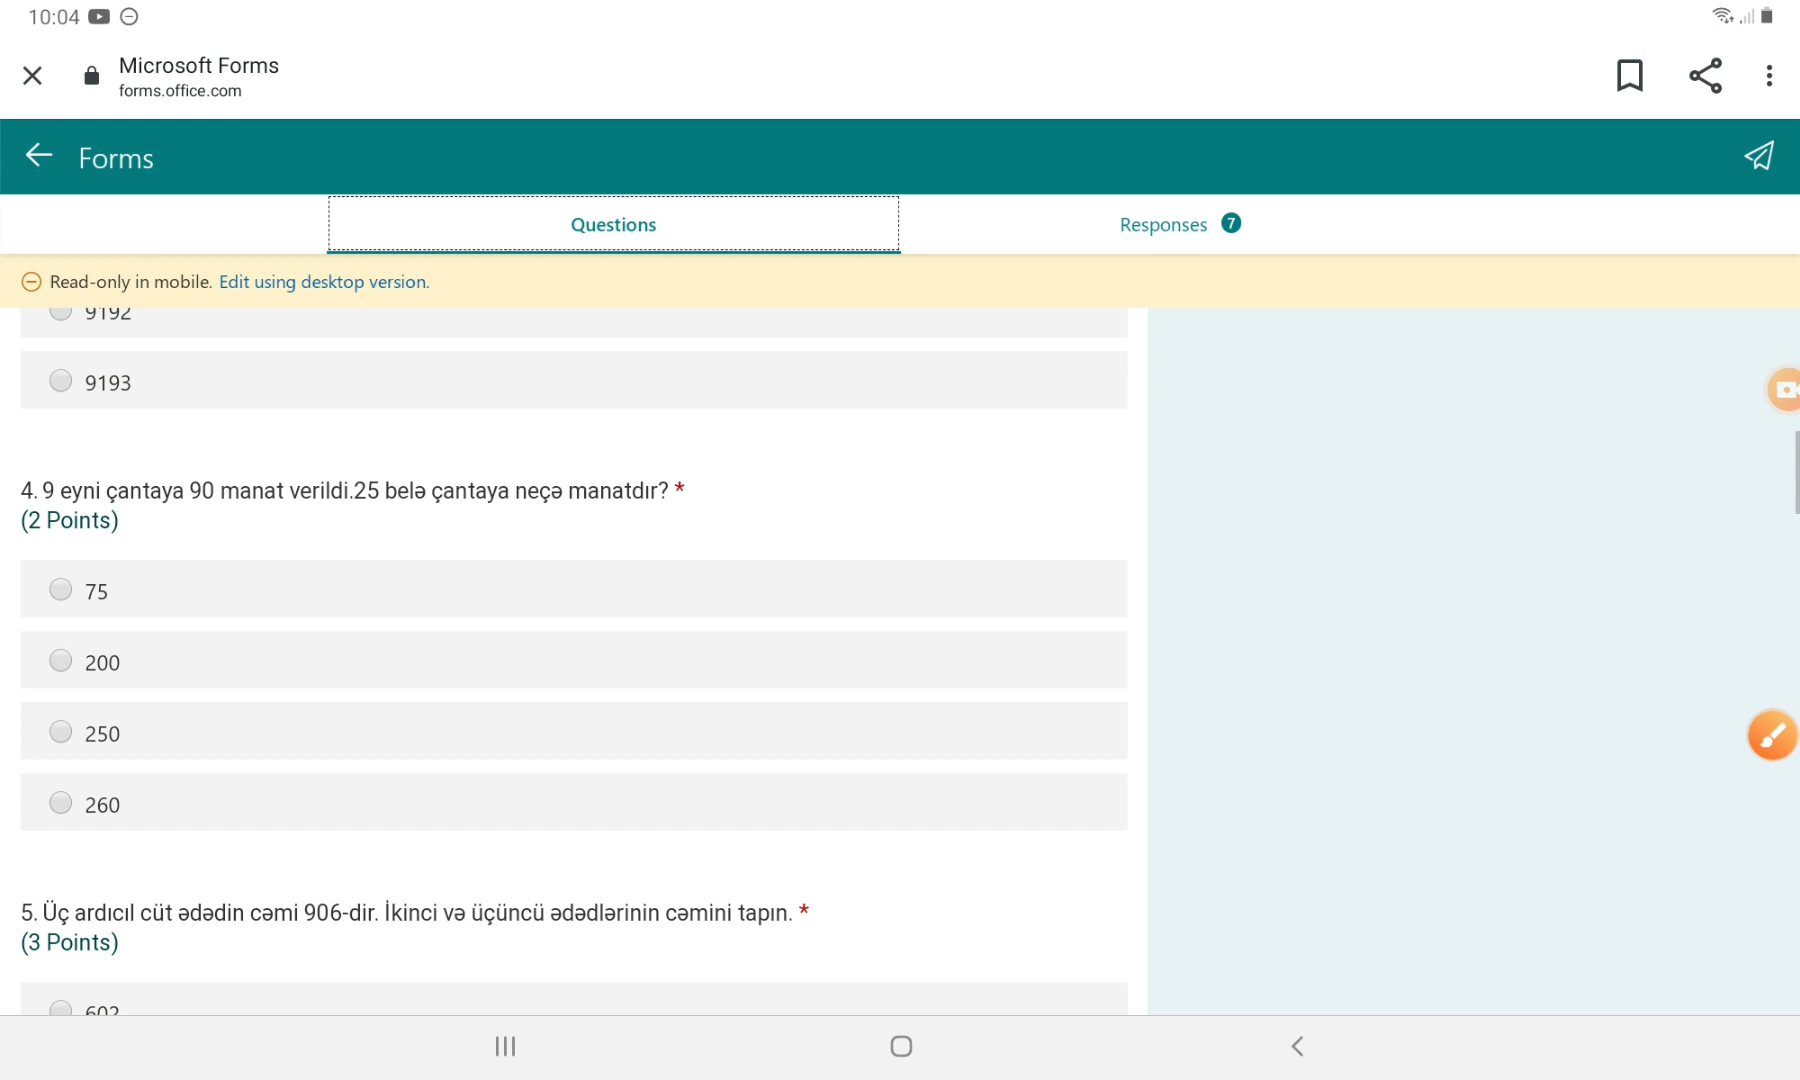 10:04
Microsoft Forms
forms.office.com
Forms
Questions
Responses 7
Read-only in mobile. Edit using desktop version.
9192
9193
4. 9 eyni çantaya 90 manat verildi.25 belə çantaya neçə manatdır? *
(2 Points)
75
200
250
260
5. Üç ardıcıl cüt ədədin cəmi 906-dir. İkinci və üçüncü ədədlərinin cəmini tapın. *
(3 Points)
602